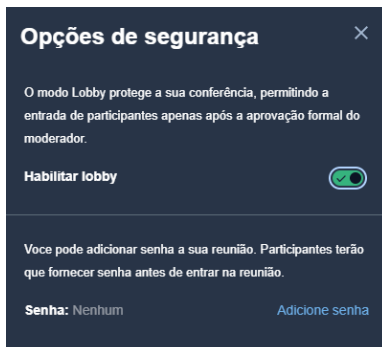 Opções de segurança
O modo Lobby protege a sua conferência, permitindo a
entrada de participantes apenas após a aprovação formal do
moderador.
Habilitar lobby
Voce pode adicionar senha a sua reunião. Participantes terão
que fornecer senha antes de entrar na reunião.
Senha: Nenhum Adicione senha